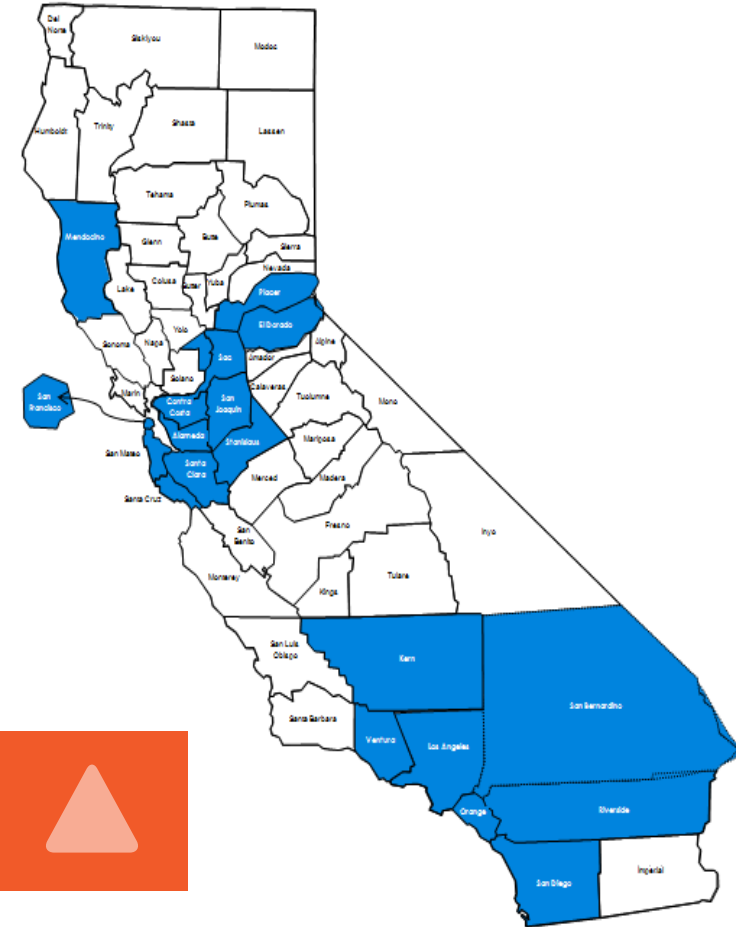 Del
Norte
Siskiyou
Modoc
Humboldt
Trinity
Shasta
Lassen
Tehama
Plumas
Mendocino
Glenn
Butte
Sierra
Nevada
Lake
Colusa
Sutter
Yuba
Placer
El Dorado
Yolo
Sonoma
Napa
Sac
Alpine
Amador
Solano
Calaveras
Marin
San
Francisco
Contra
Costa
San
Joaquin
Tuolumne
Mono
Alameda
Stanislaus
Mariposa
San Mateo
Santa
Clara
Merced
Madera
Santa Cruz
Fresno
San
Benito
Inyo
Monterey
Kings
Tulare
San Luis
Obispo
Kern
San Bernardino
Santa Barbara
Ventura
Los Angeles
Orange
Riverside
San Diego
Imperial